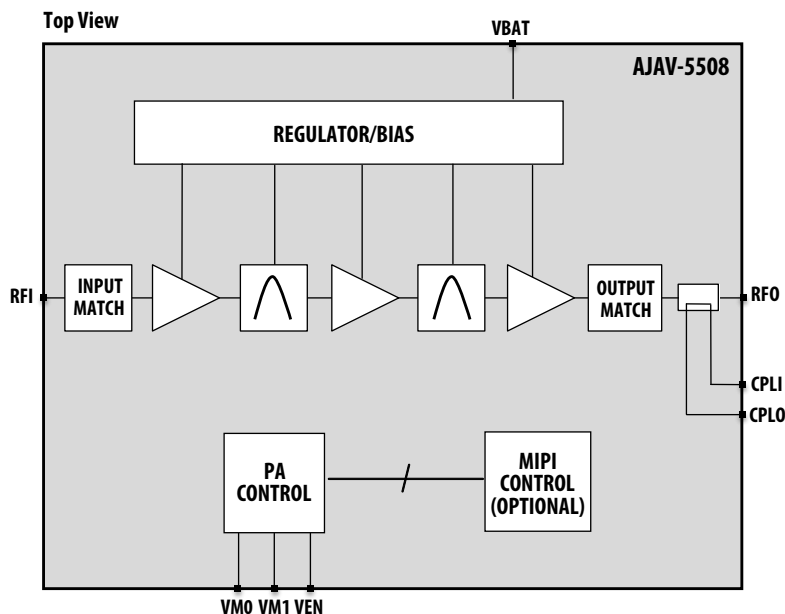 Top View
VBAT
AJAV-5508
REGULATOR/BIAS
RFI
INPUT
MATCH
OUTPUT
MATCH
RFO
CPLI
CPLO
PA
CONTROL
MIPI
CONTROL
(OPTIONAL)
VM0 VM1 VEN